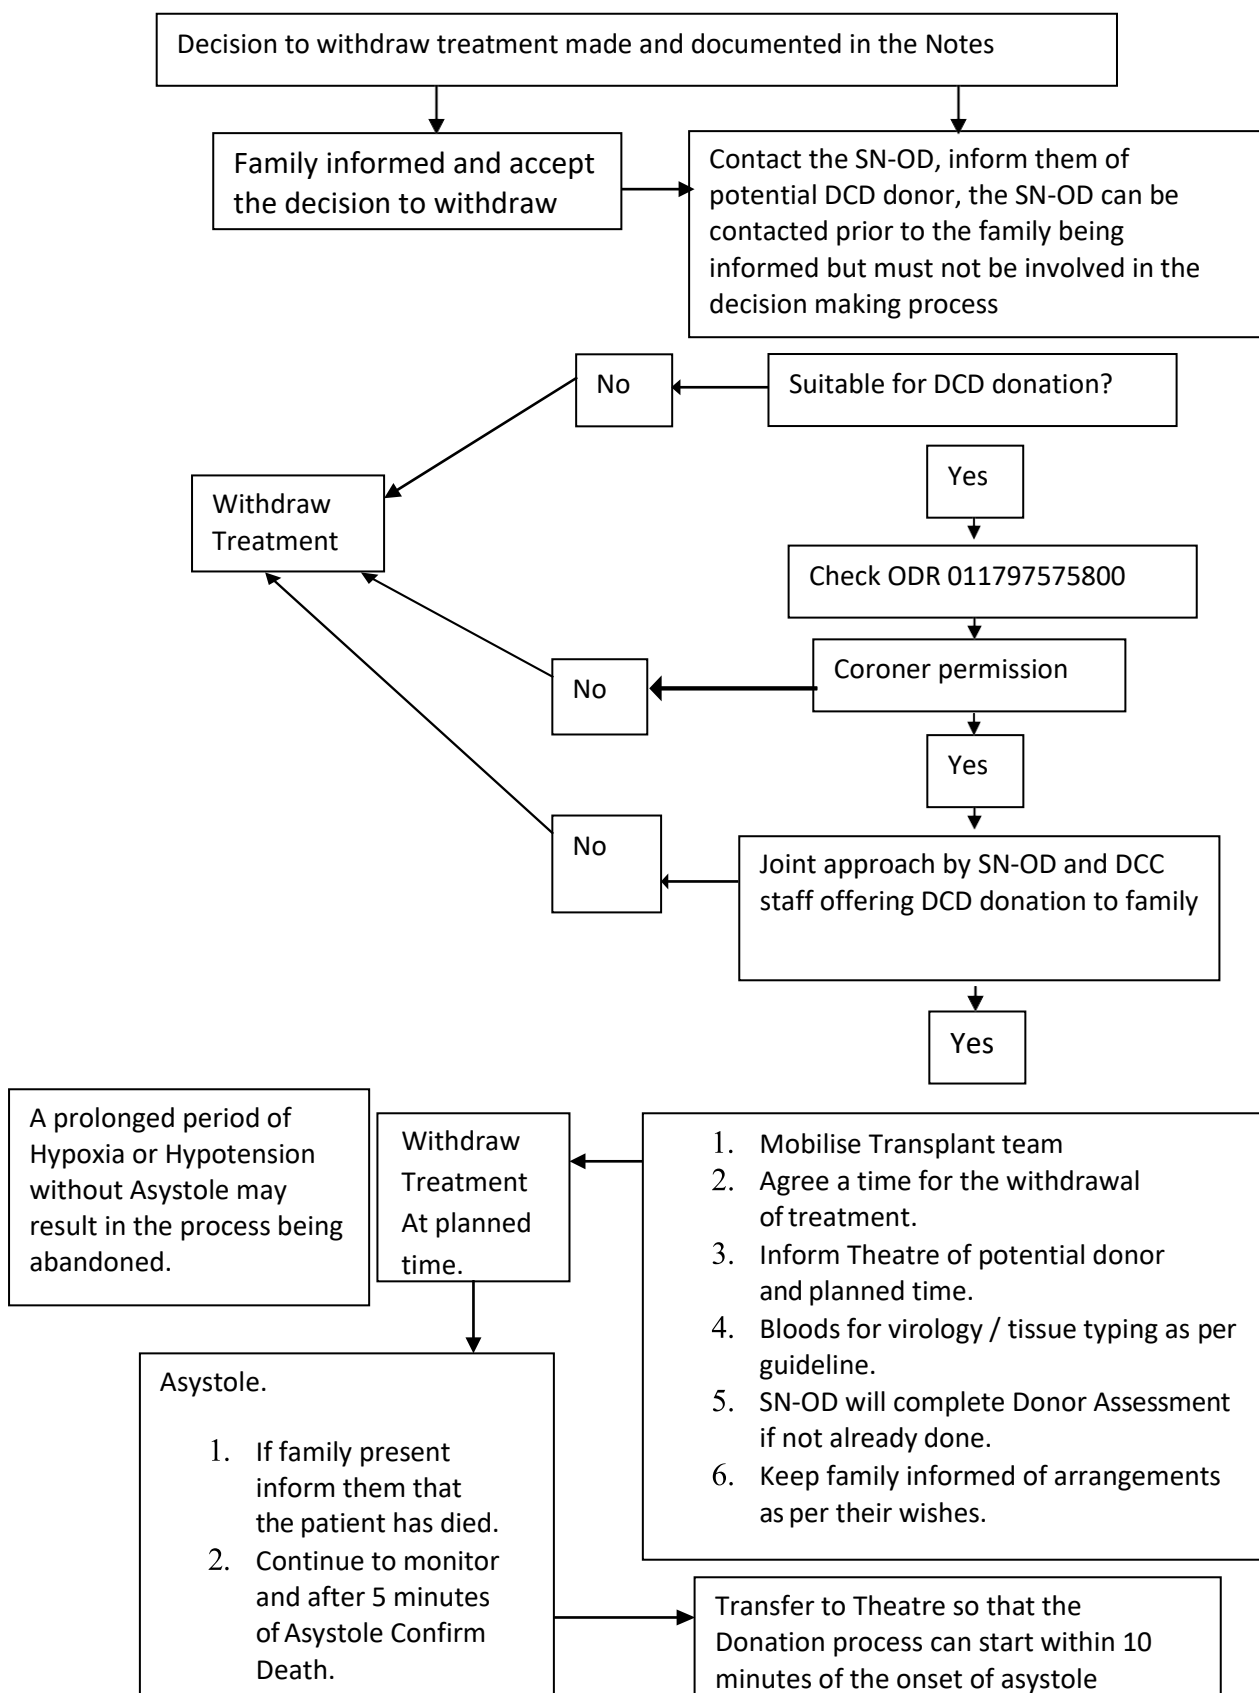 Decision to withdraw treatment made and documented in the Notes
Family informed and accept
the decision to withdraw
Contact the SN-OD, inform them of
potential DCD donor, the SN-OD can be
contacted prior to the family being
informed but must not be involved in the
decision making process
No
Suitable for DCD donation?
Yes
Withdraw
Treatment
Check ODR 011797575800
Coroner permission
No
Yes
No
Joint approach by SN-OD and DCC
staff offering DCD donation to family
Yes
A prolonged period of
Hypoxia or Hypotension
without Asystole may
result in the process being
abandoned.
Withdraw
Treatment
At planned
time.
1. Mobilise Transplant team
2. Agree a time for the withdrawal
of treatment.
3. Inform Theatre of potential donor
and planned time.
4. Bloods for virology / tissue typing as per
guideline.
5. SN-OD will complete Donor Assessment
if not already done.
6. Keep family informed of arrangements
as per their wishes.
Asystole.
1. If family present
inform them that
the patient has died.
2. Continue to monitor
and after 5 minutes
of Asystole Confirm
Death.
Transfer to Theatre so that the
Donation process can start within 10
minutes of the onset of asystole